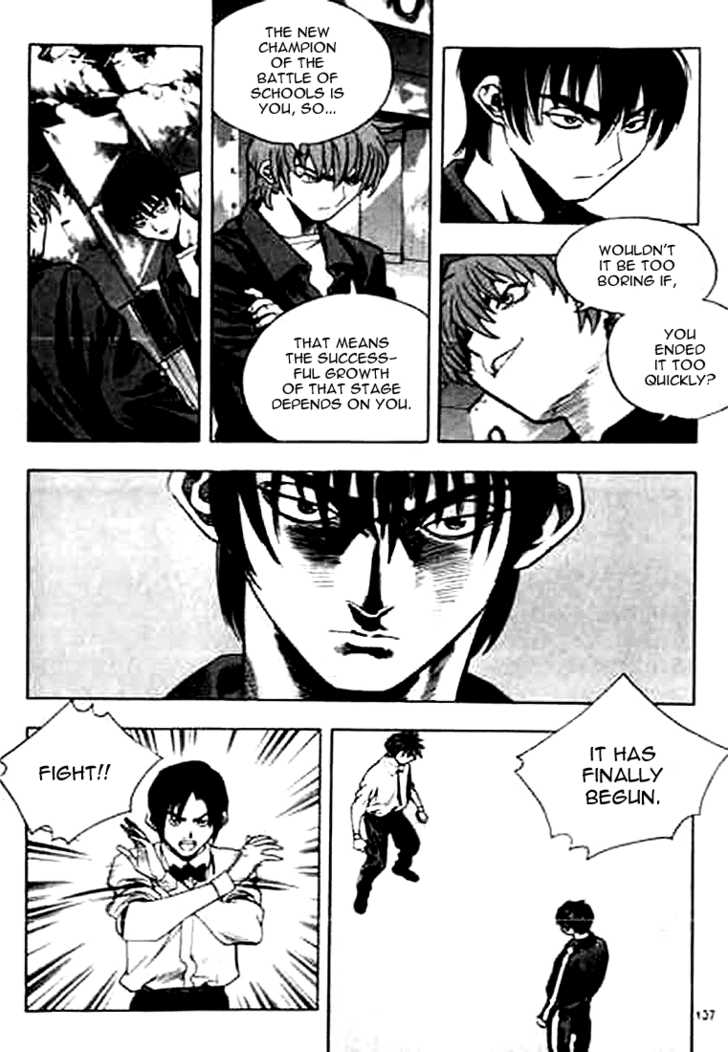 THE NEW
CHAMPION
OF THE
BATTLE OF
SCHOOLS IS
YOU, SO...
THAT MEANS
THE SUCCESS-
FUL GROWTH
OF THAT STAGE
DEPENDS ON YOU.
WOULDN'T
IT BE TOO
BORING IF,
YOU
ENDED
IT TOO
QUICKLY?
FIGHT!!
IT HAS
FINALLY
BEGUN.
137